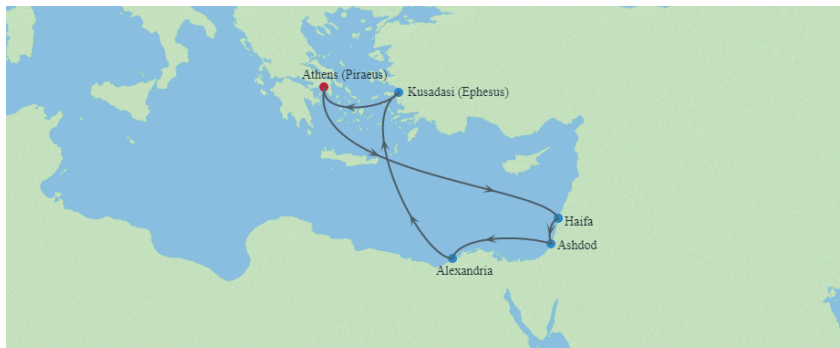 Athens (Piraeus)
Kusadasi (Ephesus)
Haifa
Ashdod
Alexandria